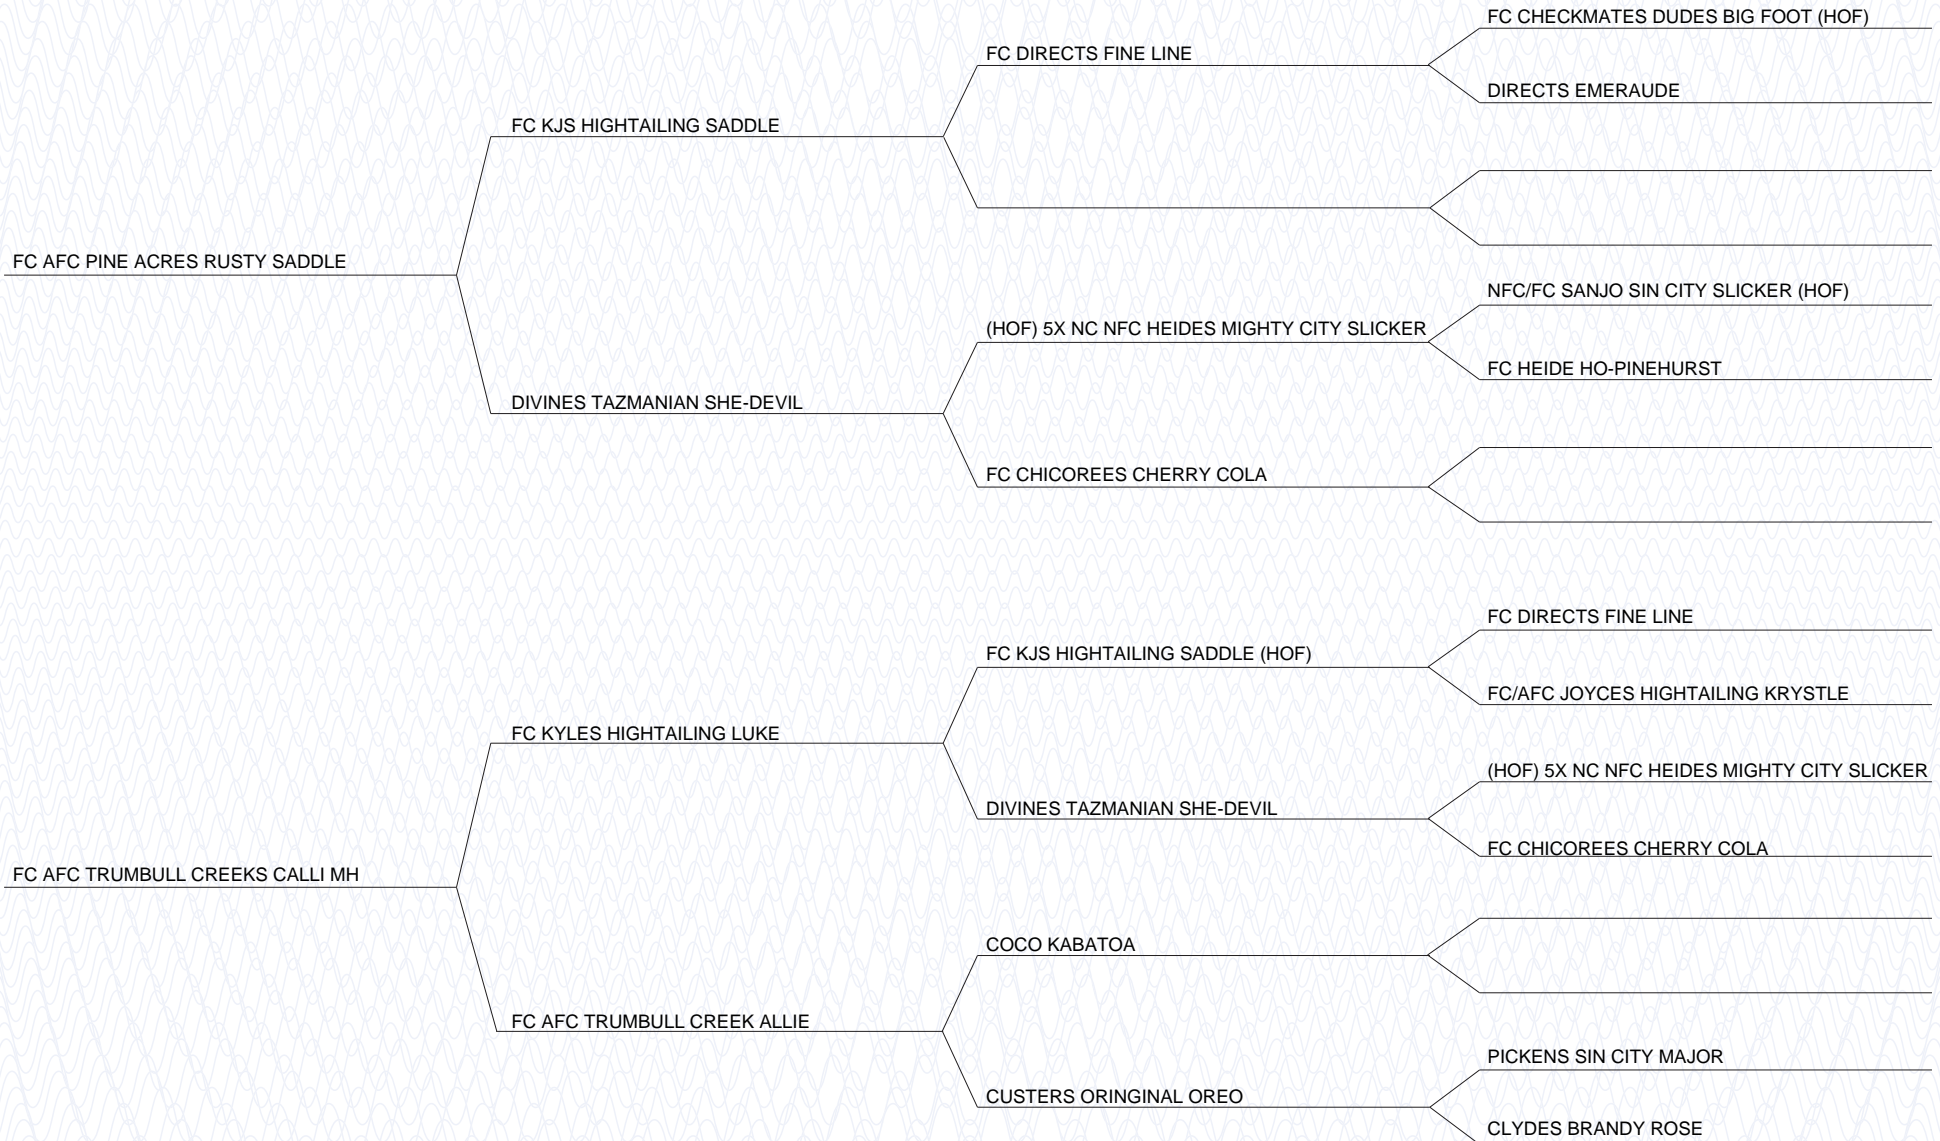 FC CHECKMATES DUDES BIG FOOT (HOF)
FC DIRECTS FINE LINE
DIRECTS EMERAUDE
FC KJS HIGHTAILING SADDLE
FC AFC PINE ACRES RUSTY SADDLE
NFC/FC SANJO SIN CITY SLICKER (HOF)
(HOF) 5X NC NFC HEIDES MIGHTY CITY SLICKER
FC HEIDE HO-PINEHURST
DIVINES TAZMANIAN SHE-DEVIL
FC CHICOREES CHERRY COLA
FC DIRECTS FINE LINE
FC KJS HIGHTAILING SADDLE (HOF)
FC/AFC JOYCES HIGHTAILING KRYSTLE
FC KYLES HIGHTAILING LUKE
(HOF) 5X NC NFC HEIDES MIGHTY CITY SLICKER
DIVINES TAZMANIAN SHE-DEVIL
FC CHICOREES CHERRY COLA
FC AFC TRUMBULL CREEKS CALLI MH
COCO KABATOA
FC AFC TRUMBULL CREEK ALLIE
PICKENS SIN CITY MAJOR
CUSTERS ORINGINAL OREO
CLYDES BRANDY ROSE